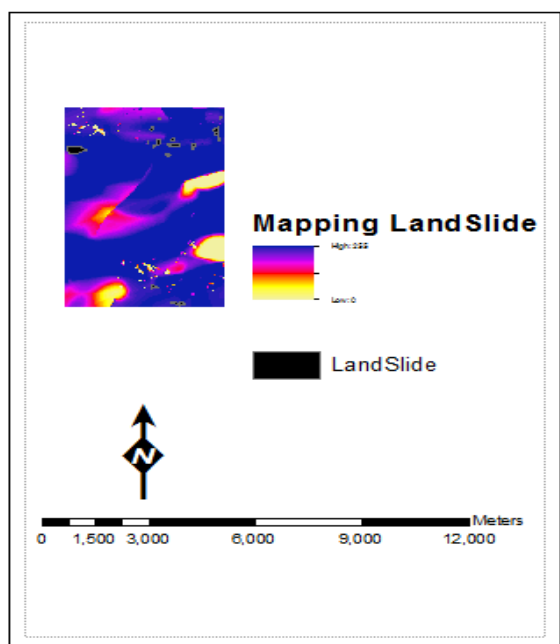 Mapping LandSlide
High: 255
Low: 0
LandSlide
N
Meters
0 1,500 3,000 6,000 9,000 12,000